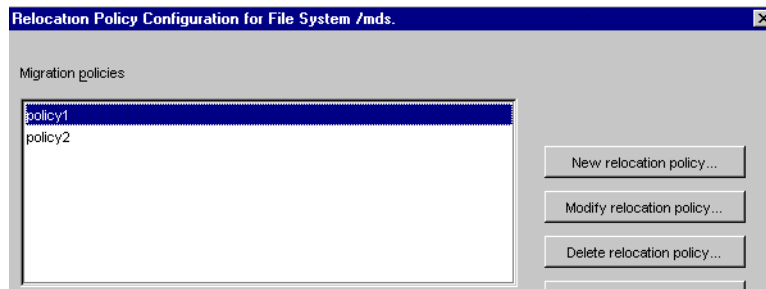 Relocation Policy Configuration for File System /mds.
Migration policies
policy1
policy2
New relocation policy...
Modify relocation policy...
Delete relocation policy...